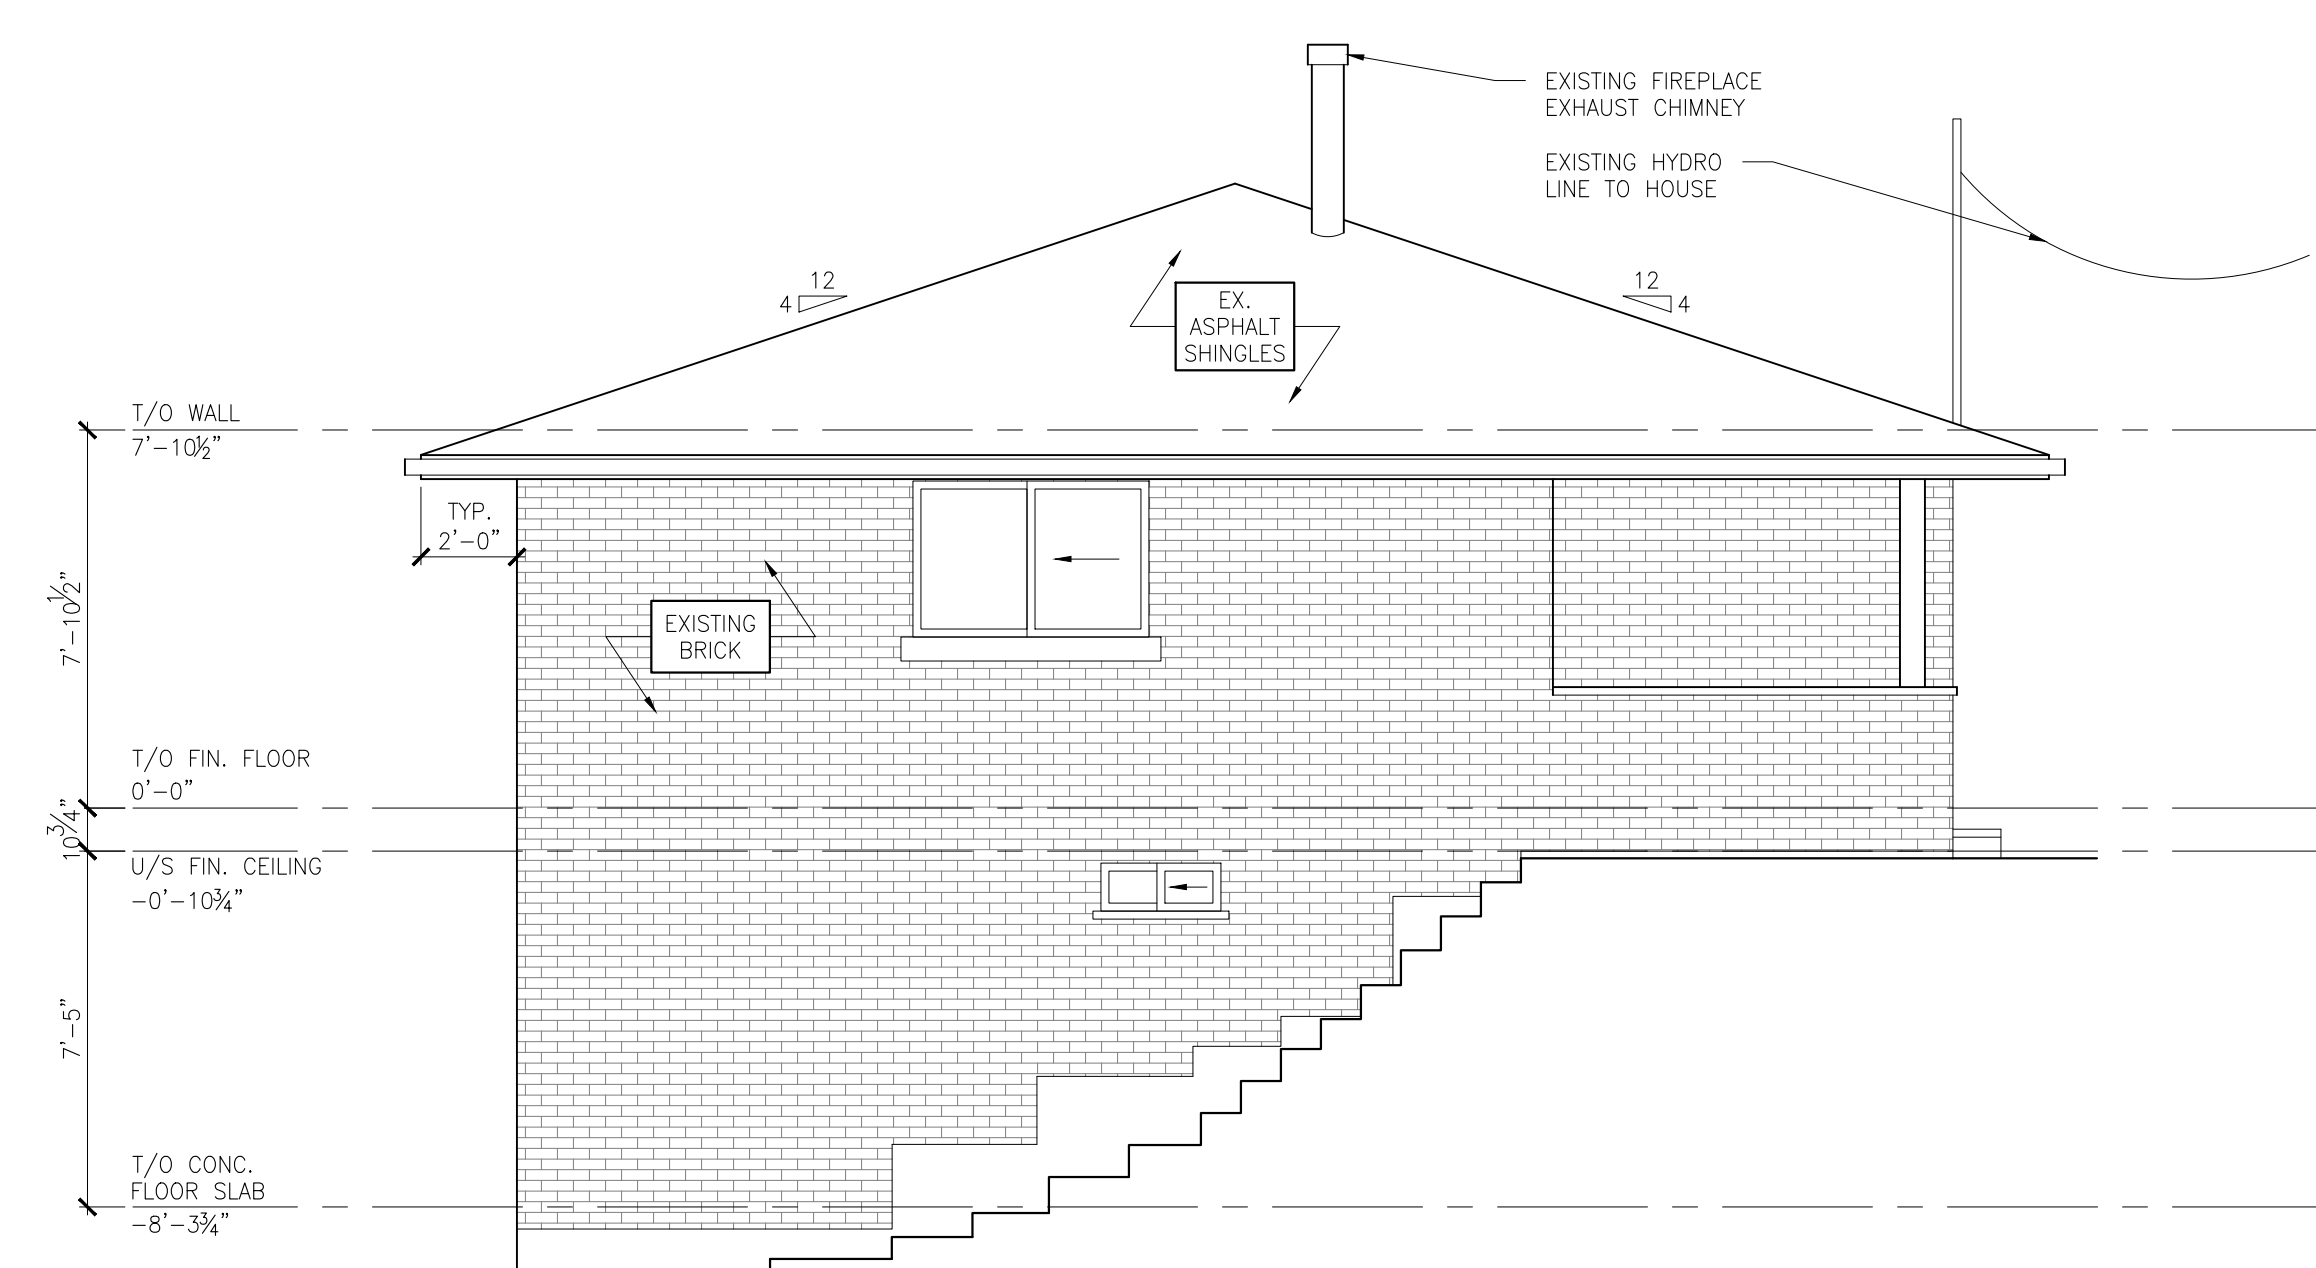 EXISTING FIREPLACE
EXHAUST CHIMNEY
EXISTING HYDRO
LINE TO HOUSE
12
4
12
4
EX.
ASPHALT
SHINGLES
T/O WALL
7'-10½"
TYP.
2'-0"
7'-10½"
EXISTING
BRICK
T/O FIN. FLOOR
0'-0"
10¾"
U/S FIN. CEILING
-0'-10¾"
7'-5"
T/O CONC.
FLOOR SLAB
-8'-3¾"